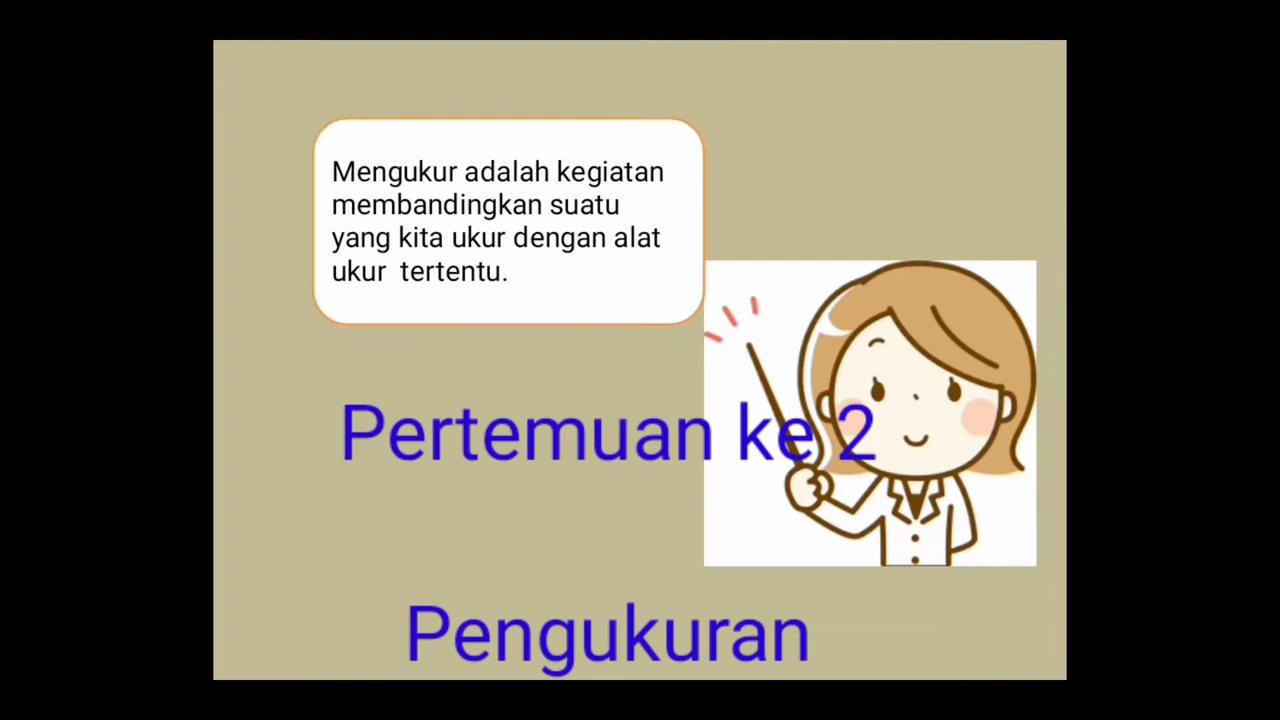 Mengukur adalah kegiatan
membandingkan suatu
yang kita ukur dengan alat
ukur tertentu.
Pertemuan ke 2
Pengukuran